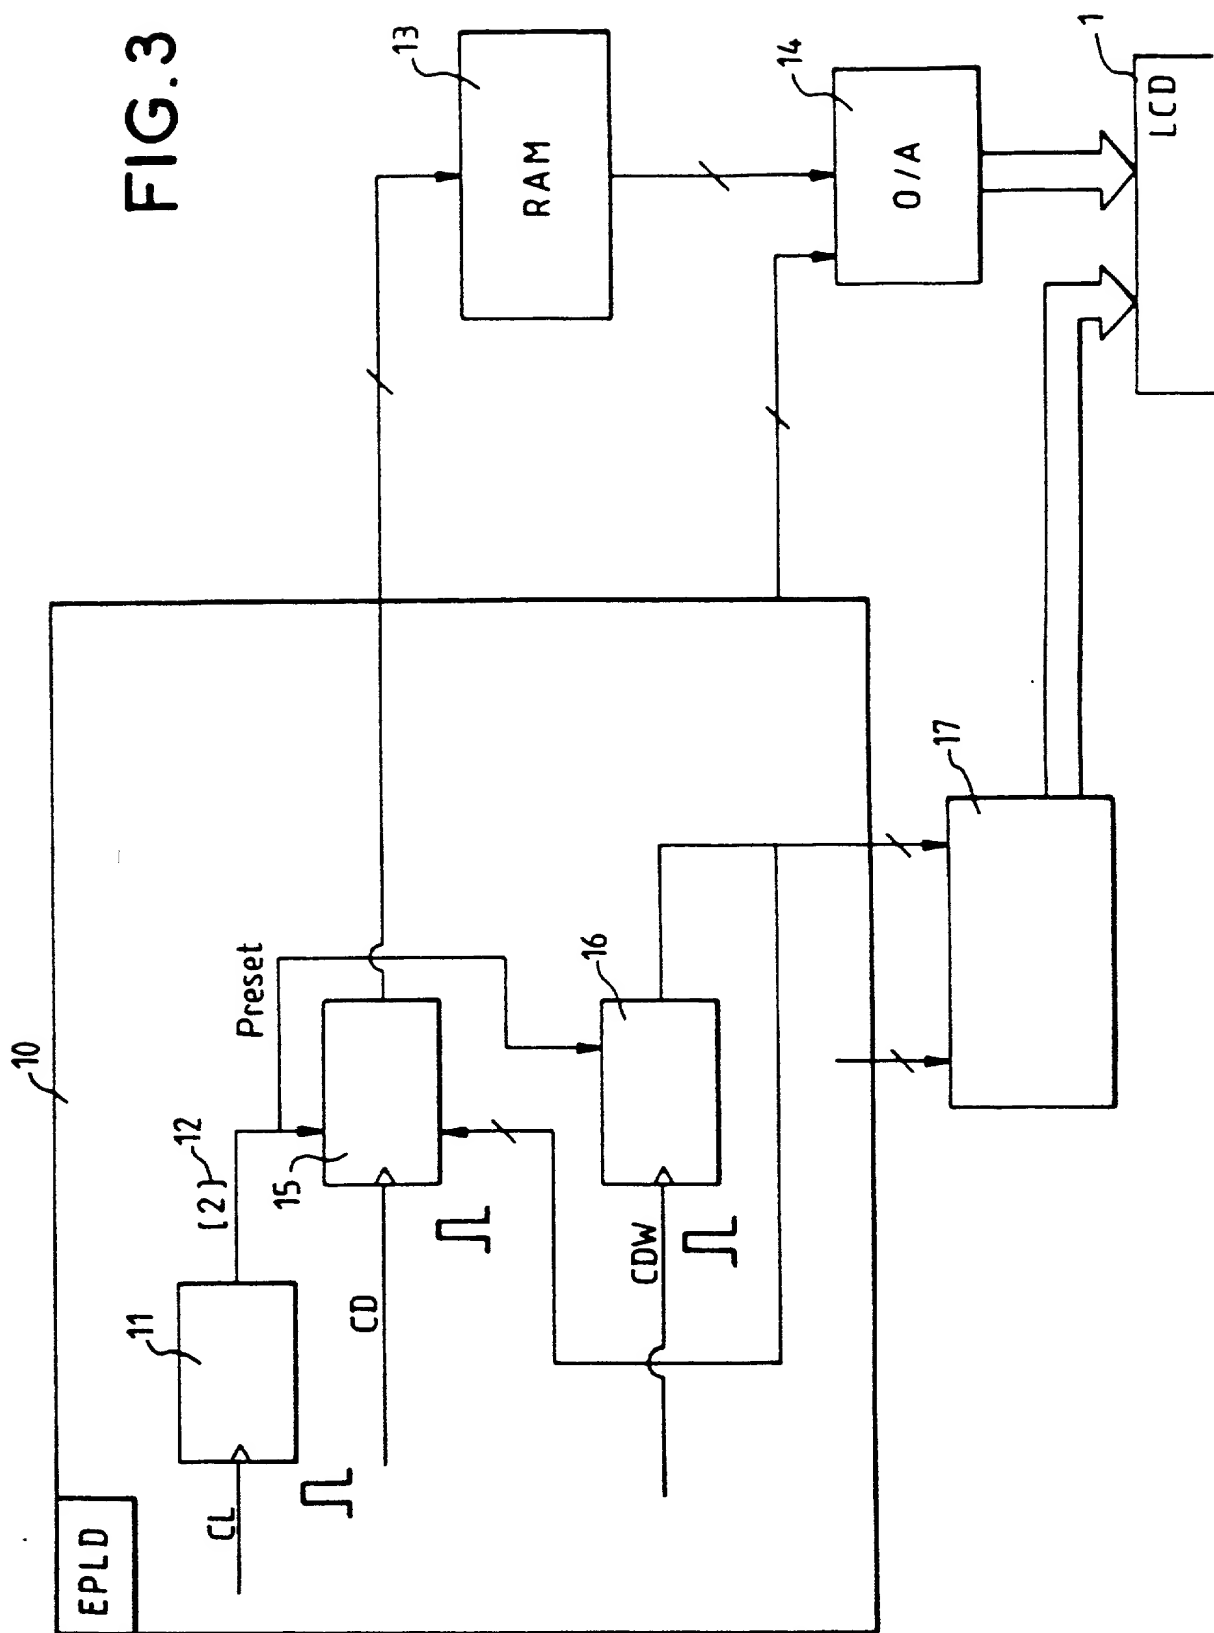 FIG.3
10
EPLD
CL
11
{2}
12
Preset
CD
15
CDW
16
17
13
RAM
14
O/A
1
LCD